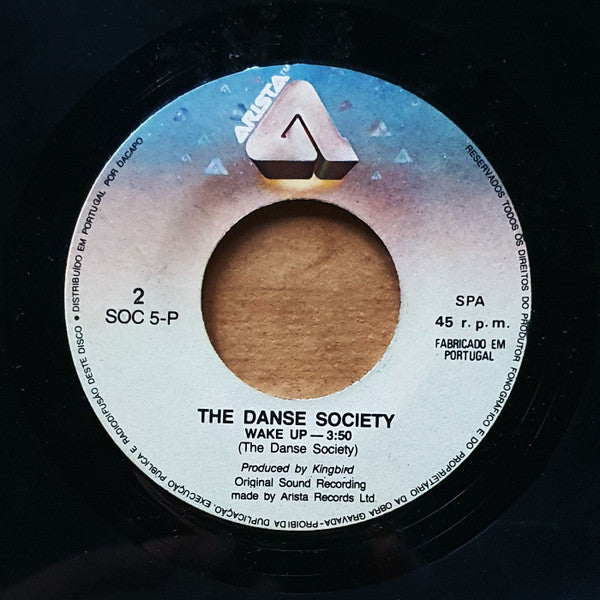 ARISTA™
2
SOC 5-P
SPA
45 r.p.m.
FABRICADO EM
PORTUGAL
THE DANSE SOCIETY
WAKE UP — 3:50
(The Danse Society)
Produced by Kingbird
Original Sound Recording
made by Arista Records Ltd
RESERVADOS TODOS OS DIREITOS DO PRODUTOR FONOGRÁFICO E DO PROPRIETÁRIO DA OBRA GRAVADA-PROIBIDA DUPLICAÇÃO, EXECUÇÃO PUBLICA E RADIODIFUSÃO DESTE DISCO • DISTRIBUÍDO EM PORTUGAL POR DACAPO